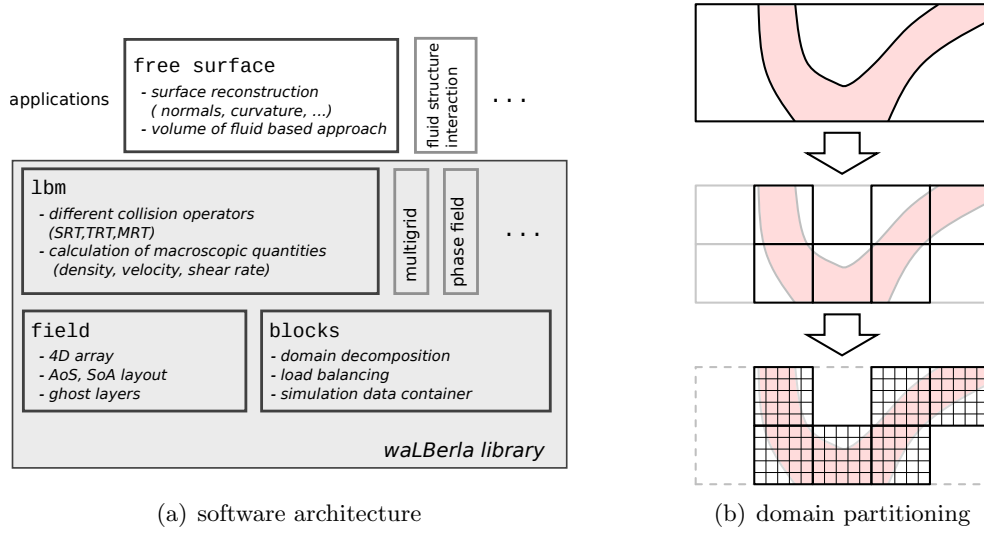 applications
free surface
- surface reconstruction
( normals, curvature, ...)
- volume of fluid based approach
fluid structure
interaction
...
lbm
- different collision operators
(SRT,TRT,MRT)
- calculation of macroscopic quantities
(density, velocity, shear rate)
multigrid
phase field
...
field
- 4D array
- AoS, SoA layout
- ghost layers
blocks
- domain decomposition
- load balancing
- simulation data container
waLBerla library
(a) software architecture
(b) domain partitioning